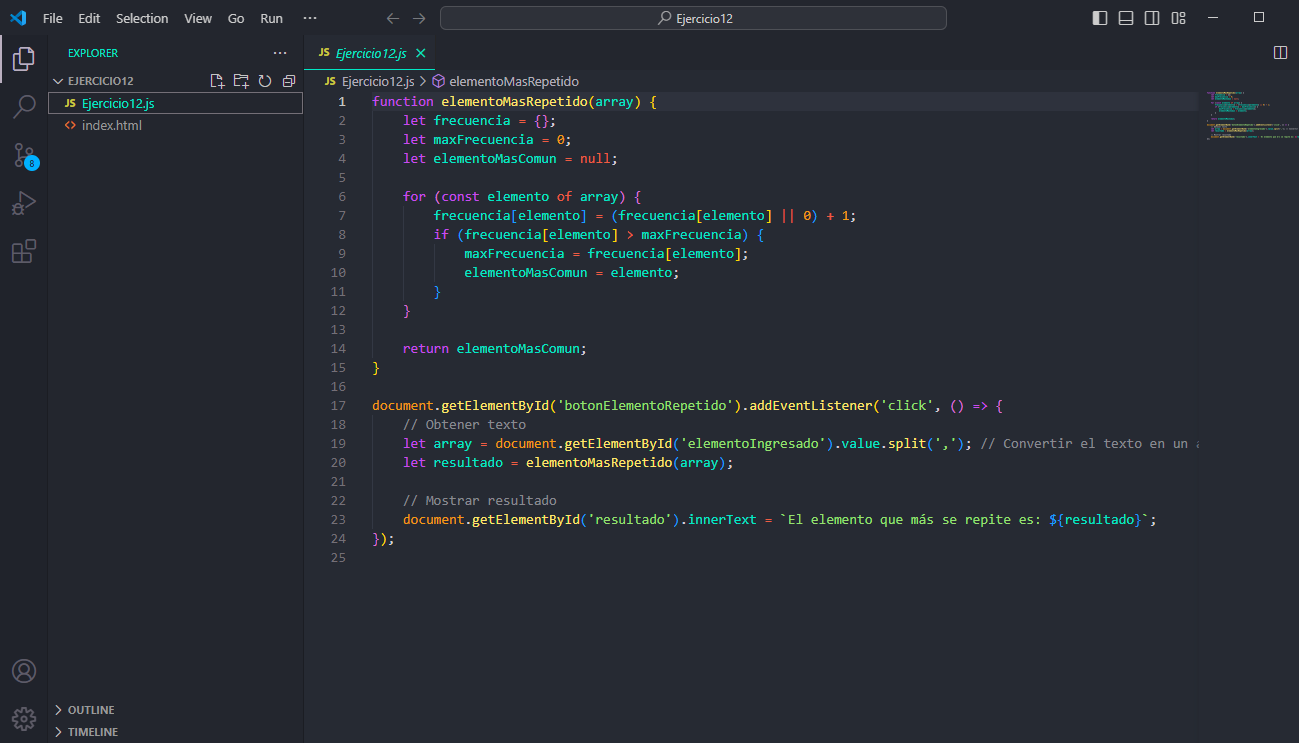 File Edit Selection View Go Run ···
Ejercicio12
EXPLORER ···
EJERCICIO12
JS Ejercicio12.js
<> index.html
8
OUTLINE
TIMELINE
JS Ejercicio12.js ×
JS Ejercicio12.js > elementoMasRepetido
1 function elementoMasRepetido(array) {
2     let frecuencia = {};
3     let maxFrecuencia = 0;
4     let elementoMasComun = null;
5
6     for (const elemento of array) {
7         frecuencia[elemento] = (frecuencia[elemento] || 0) + 1;
8         if (frecuencia[elemento] > maxFrecuencia) {
9             maxFrecuencia = frecuencia[elemento];
10             elementoMasComun = elemento;
11         }
12     }
13
14     return elementoMasComun;
15 }
16
17 document.getElementById('botonElementoRepetido').addEventListener('click', () => {
18     // Obtener texto
19     let array = document.getElementById('elementoIngresado').value.split(','); // Convertir el texto en un
20     let resultado = elementoMasRepetido(array);
21
22     // Mostrar resultado
23     document.getElementById('resultado').innerText = `El elemento que más se repite es: ${resultado}`;
24 });
25